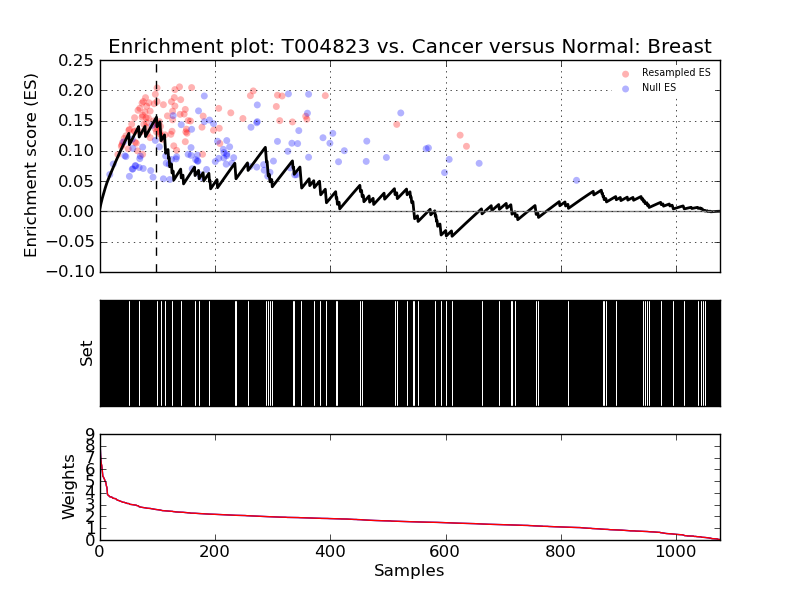 Enrichment plot: T004823 vs. Cancer versus Normal: Breast
0.25
0.20
0.15
0.10
0.05
0.00
−0.05
−0.10
Enrichment score (ES)
Resampled ES
Null ES
Set
9
8
7
6
5
4
3
2
1
0
Weights
0 200 400 600 800 1000
Samples